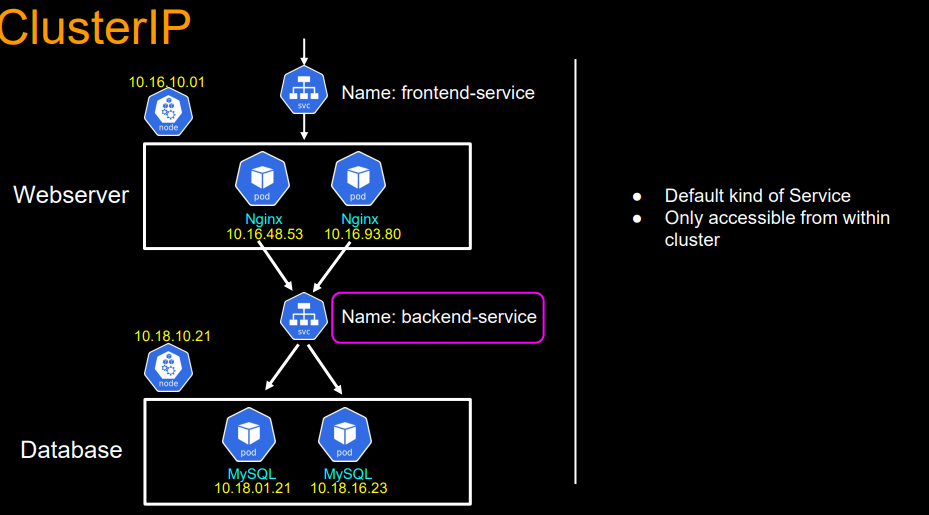 ClusterIP
10.16.10.01
node
svc
Name: frontend-service
Webserver
pod
pod
Nginx
Nginx
10.16.48.53
10.16.93.80
svc
Name: backend-service
10.18.10.21
node
Database
pod
pod
MySQL
MySQL
10.18.01.21
10.18.16.23
● Default kind of Service
● Only accessible from within
cluster